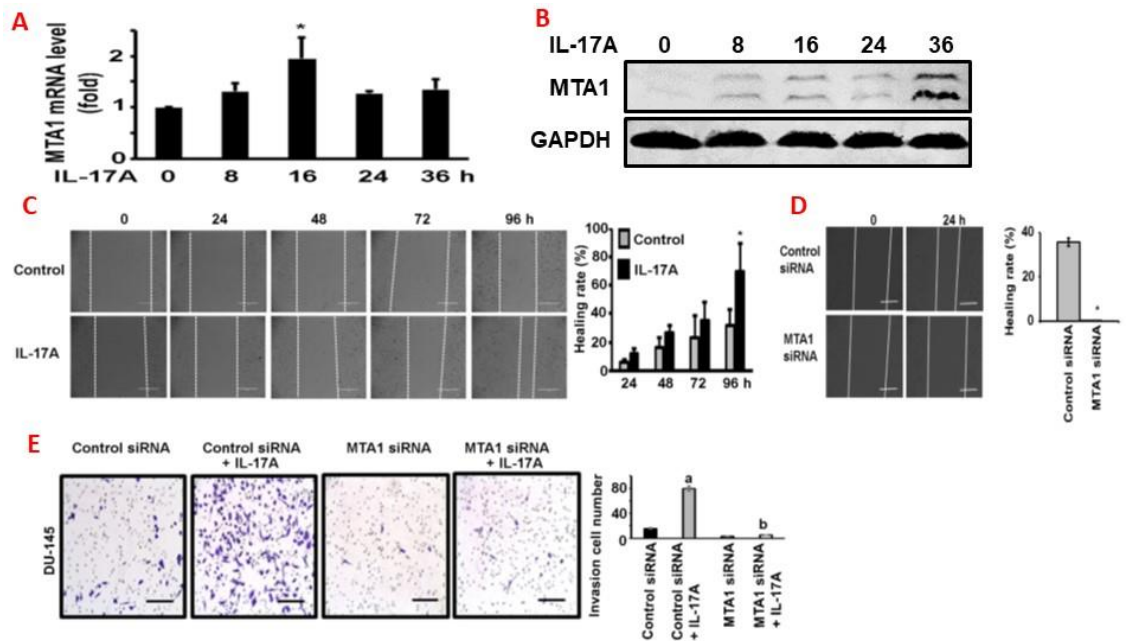 A
MTA1 mRNA level
(fold)
2
1
2
IL-17A 0 8 16 24 36 h
*
B
IL-17A 0 8 16 24 36
MTA1
GAPDH
C
0 24 48 72 96 h
Control
IL-17A
Healing rate (%)
100
80
60
40
20
0
Control
IL-17A
*
24 48 72 96 h
D
0 24 h
Control
siRNA
MTA1
siRNA
Healing rate (%)
40
30
20
10
0
*
Control siRNA
MTA1 siRNA
E
Control siRNA
Control siRNA
+ IL-17A
MTA1 siRNA
MTA1 siRNA
+ IL-17A
DU-145
Invasion cell number
80
40
0
a
b
Control siRNA
Control siRNA
+ IL-17A
MTA1 siRNA
MTA1 siRNA
+ IL-17A